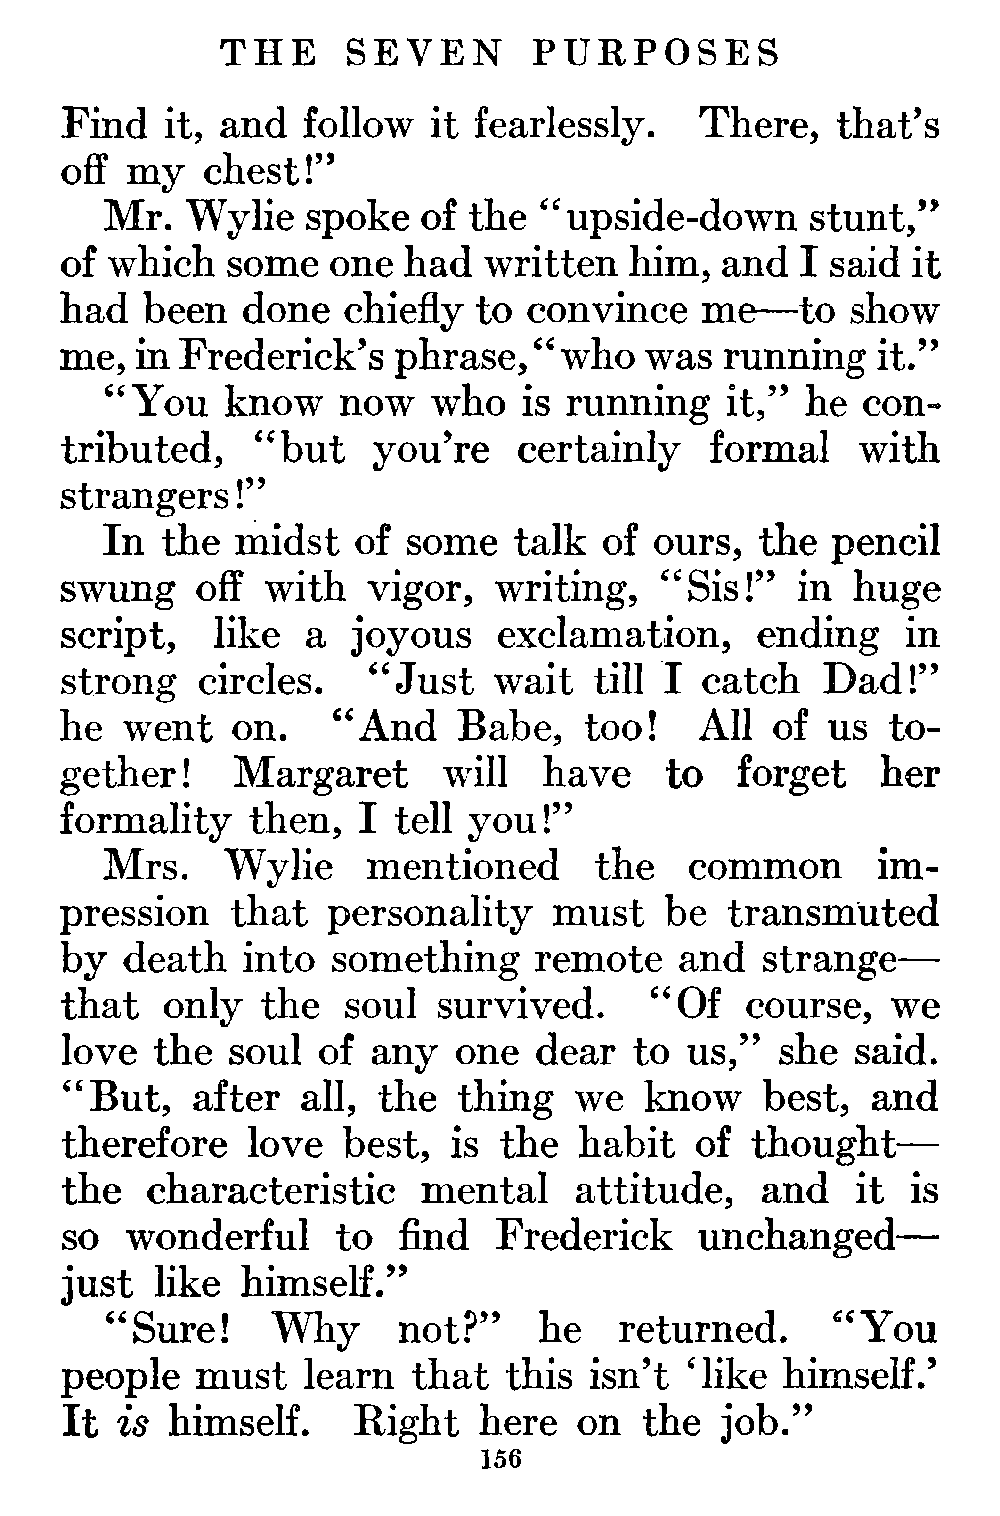 THE SEVEN PURPOSES
Find it, and follow it fearlessly. There, that's
off my chest!"
Mr. Wylie spoke of the "upside-down stunt,"
of which some one had written him, and I said it
had been done chiefly to convince me—to show
me, in Frederick's phrase, "who was running it."
"You know now who is running it," he con-
tributed, "but you're certainly formal with
strangers!"
In the midst of some talk of ours, the pencil
swung off with vigor, writing, "Sis!" in huge
script, like a joyous exclamation, ending in
strong circles. "Just wait till I catch Dad!"
he went on. "And Babe, too! All of us to-
gether! Margaret will have to forget her
formality then, I tell you!"
Mrs. Wylie mentioned the common im-
pression that personality must be transmuted
by death into something remote and strange—
that only the soul survived. "Of course, we
love the soul of any one dear to us," she said.
"But, after all, the thing we know best, and
therefore love best, is the habit of thought—
the characteristic mental attitude, and it is
so wonderful to find Frederick unchanged—
just like himself."
"Sure! Why not?" he returned. "You
people must learn that this isn't 'like himself.'
It is himself. Right here on the job."
156